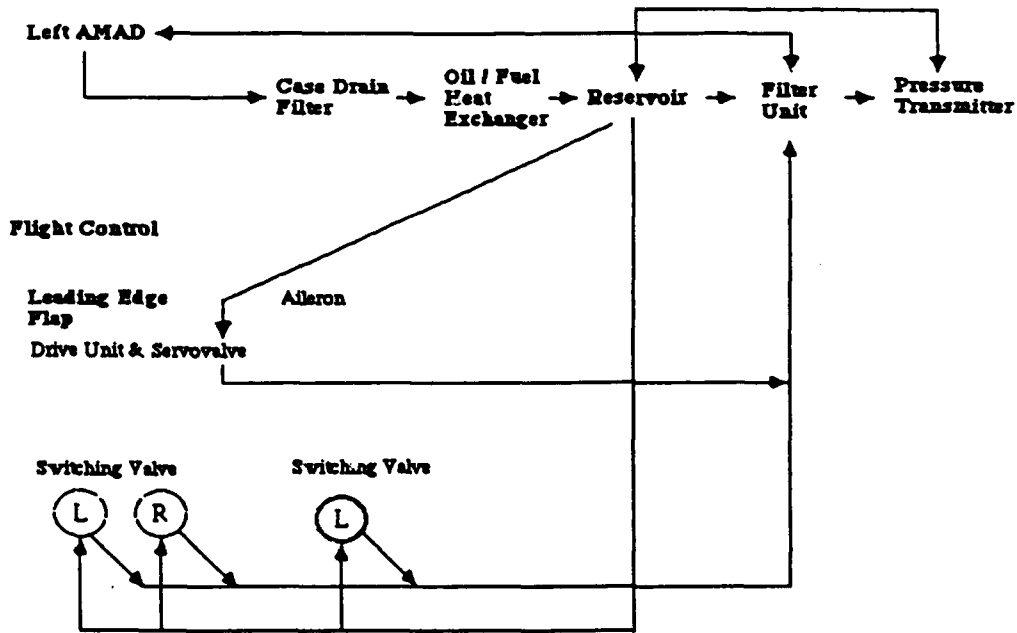 Left AMAD
Case Drain
Filter
Oil / Fuel
Heat
Exchanger
Reservoir
Filter
Unit
Pressure
Transmitter
Flight Control
Leading Edge
Flap
Aileron
Drive Unit & Servovalve
Switching Valve
Switching Valve
L
R
L